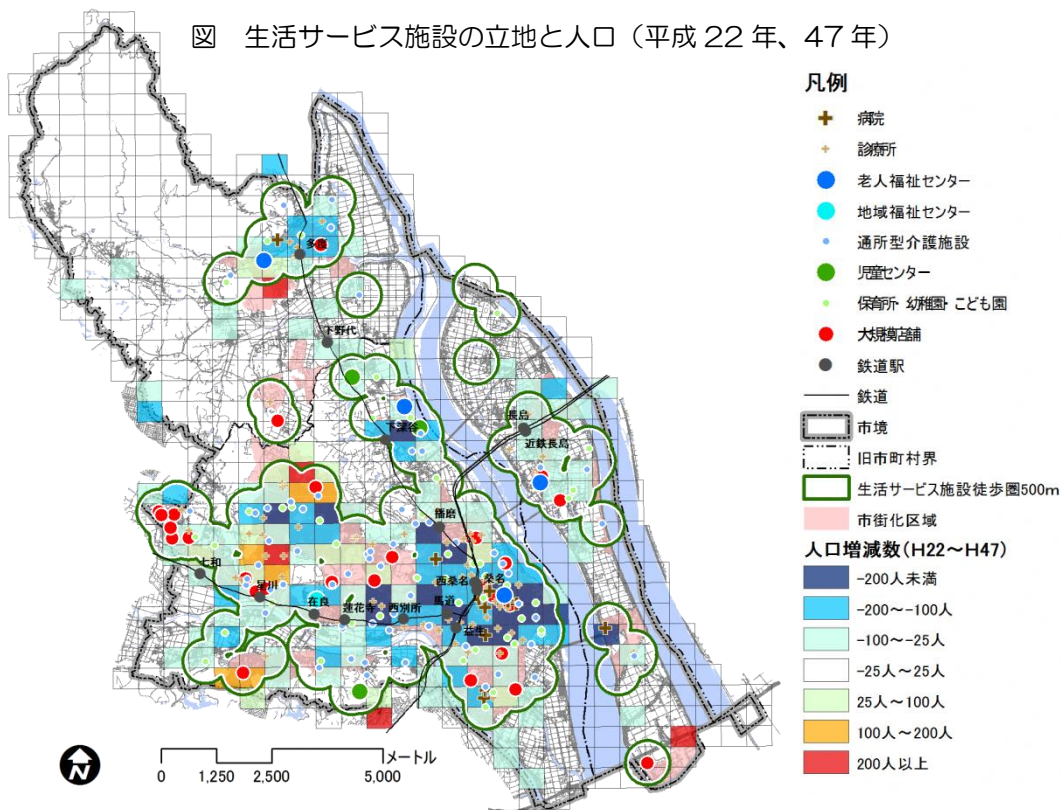 図 生活サービス施設の立地と人口（平成 22 年、47 年）
凡例
病院
診療所
老人福祉センター
地域福祉センター
通所型介護施設
児童センター
保育所・幼稚園・こども園
大規模店舗
鉄道駅
鉄道
市境
旧市町村界
生活サービス施設徒歩圏500m
市街化区域
人口増減数(H22～H47)
-200人未満
-200～-100人
-100～-25人
-25人～25人
25人～100人
100人～200人
200人以上
多度
下野代
下深谷
長島
近鉄長島
播磨
七和
星川
在良
蓮花寺
西別所
馬道
西桑名
桑名
益生
N
0 1,250 2,500 5,000
メートル